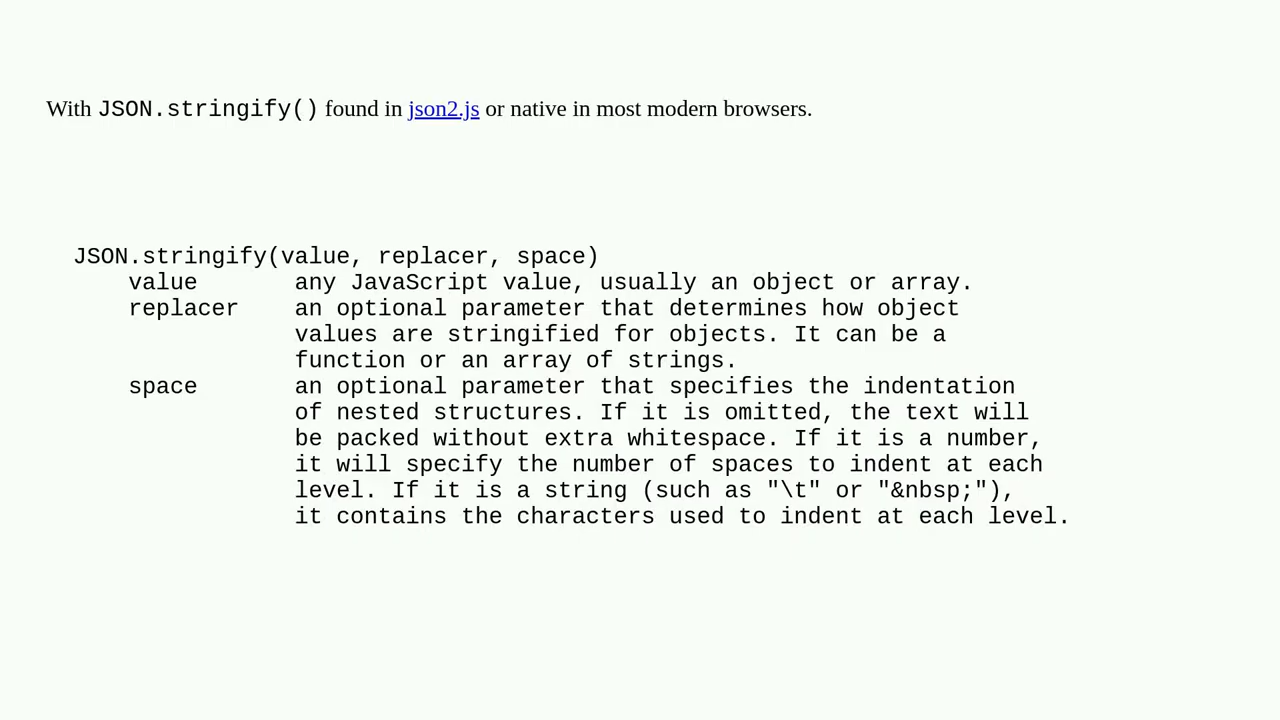 With JSON.stringify() found in json2.js or native in most modern browsers.
JSON.stringify(value, replacer, space)
value       any JavaScript value, usually an object or array.
replacer    an optional parameter that determines how object
values are stringified for objects. It can be a
function or an array of strings.
space       an optional parameter that specifies the indentation
of nested structures. If it is omitted, the text will
be packed without extra whitespace. If it is a number,
it will specify the number of spaces to indent at each
level. If it is a string (such as "\t" or "&nbsp;"),
it contains the characters used to indent at each level.